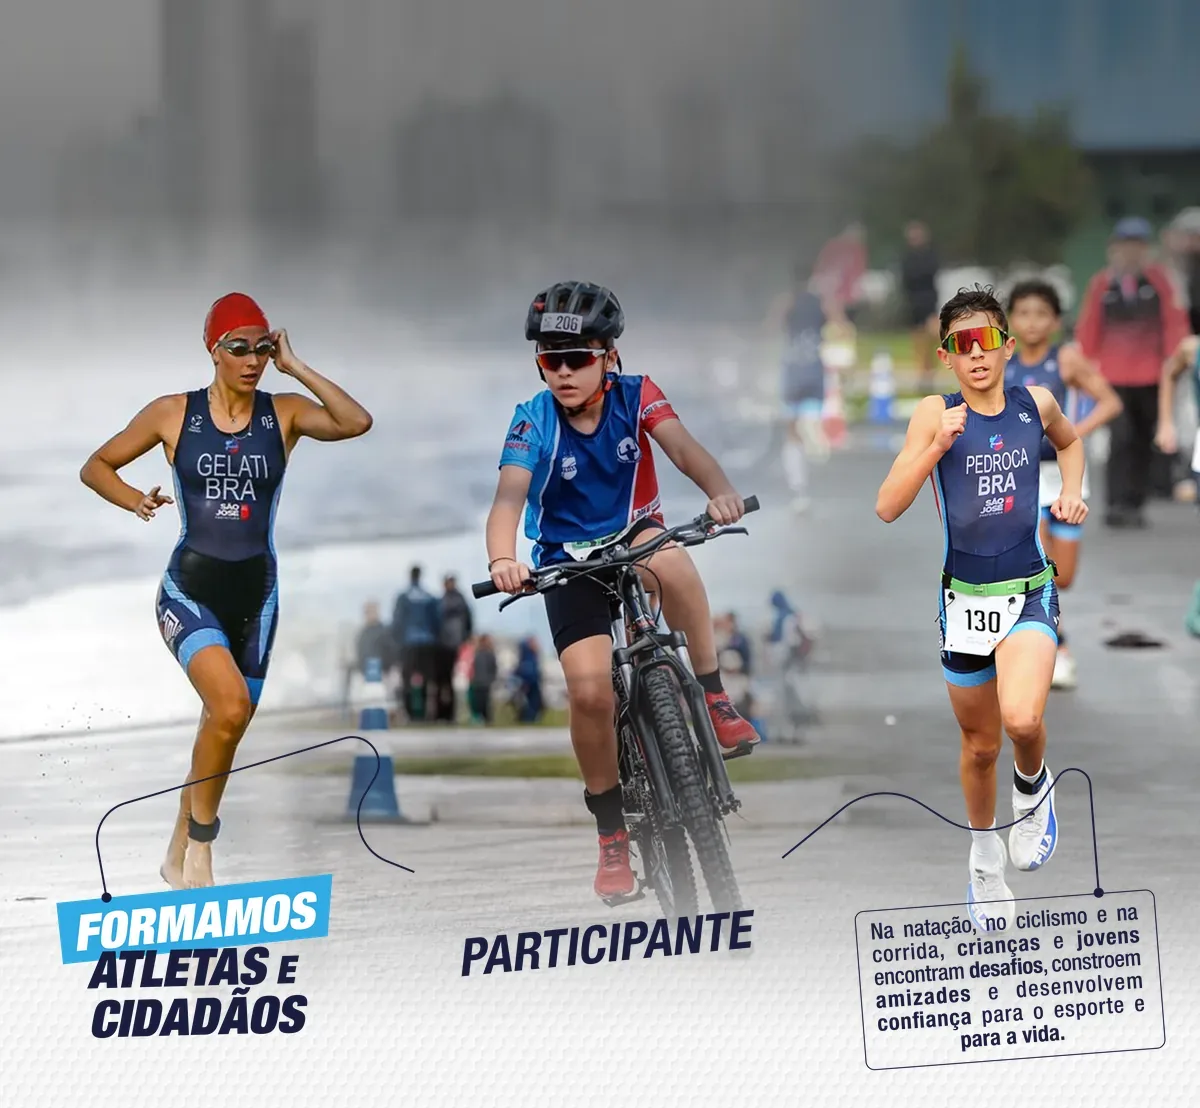 206
GELATI
BRA
SÃO
JOSÉ
PEDROCA
BRA
SÃO
JOSÉ
130
FILA
FORMAMOS
ATLETAS E
CIDADÃOS
PARTICIPANTE
Na natação, no ciclismo e na
corrida, crianças e jovens
encontram desafios, constroem
amizades e desenvolvem
confiança para o esporte e
para a vida.